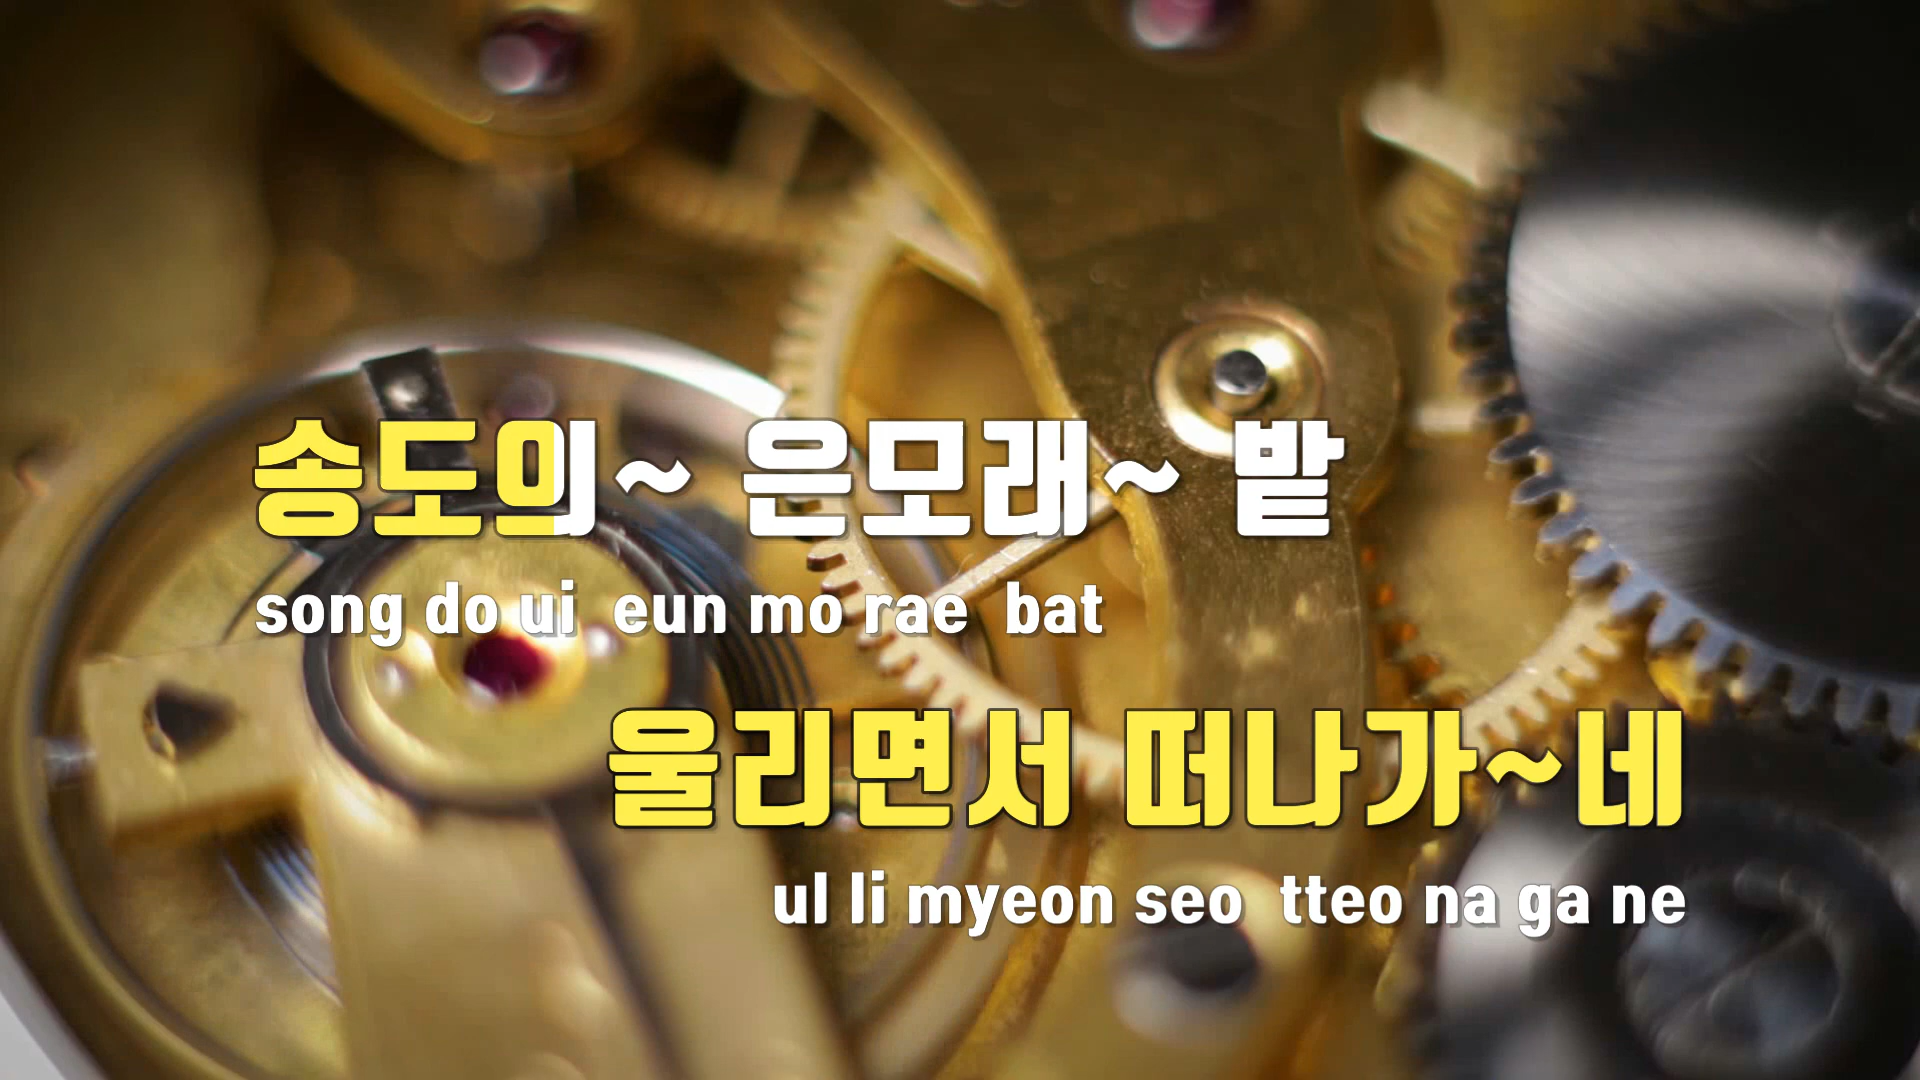 송도의~ 은모래~ 밭
song do ui eun mo rae bat
울리면서 떠나가~네
ul li myeon seo tteo na ga ne